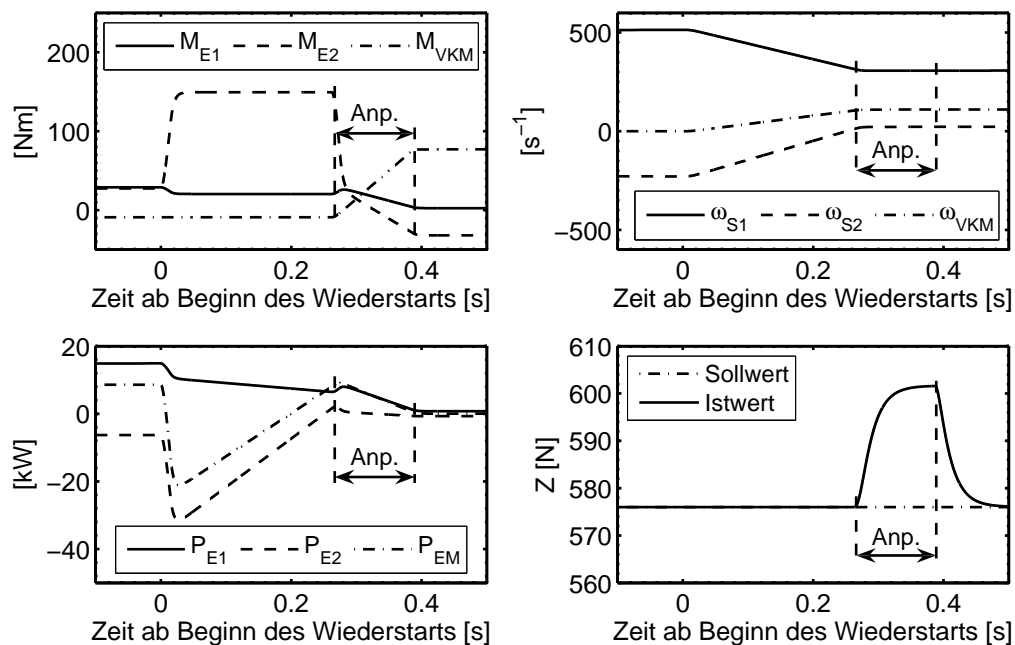 200
100
0
[Nm]
M_E1 M_E2 M_VKM
Anp.
0 0.2 0.4
Zeit ab Beginn des Wiederstarts [s]
500
0
−500
[s⁻¹]
Anp.
ω_S1 ω_S2 ω_VKM
0 0.2 0.4
Zeit ab Beginn des Wiederstarts [s]
20
0
−20
−40
[kW]
Anp.
P_E1 P_E2 P_EM
0 0.2 0.4
Zeit ab Beginn des Wiederstarts [s]
610
600
590
580
570
560
Z [N]
Sollwert
Istwert
Anp.
0 0.2 0.4
Zeit ab Beginn des Wiederstarts [s]